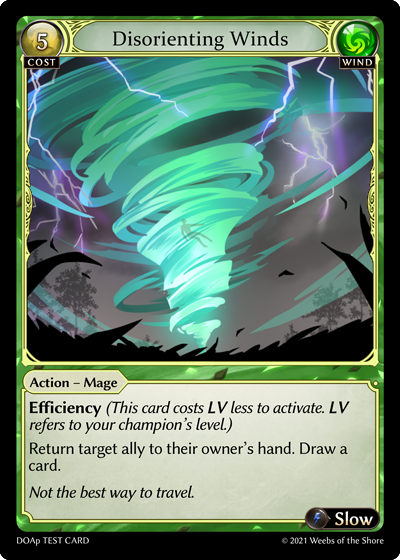 5
Disorienting Winds
COST
WIND
Action – Mage
Efficiency (This card costs LV less to activate. LV
refers to your champion's level.)
Return target ally to their owner's hand. Draw a
card.
Not the best way to travel.
Slow
DOAp TEST CARD
© 2021 Weebs of the Shore